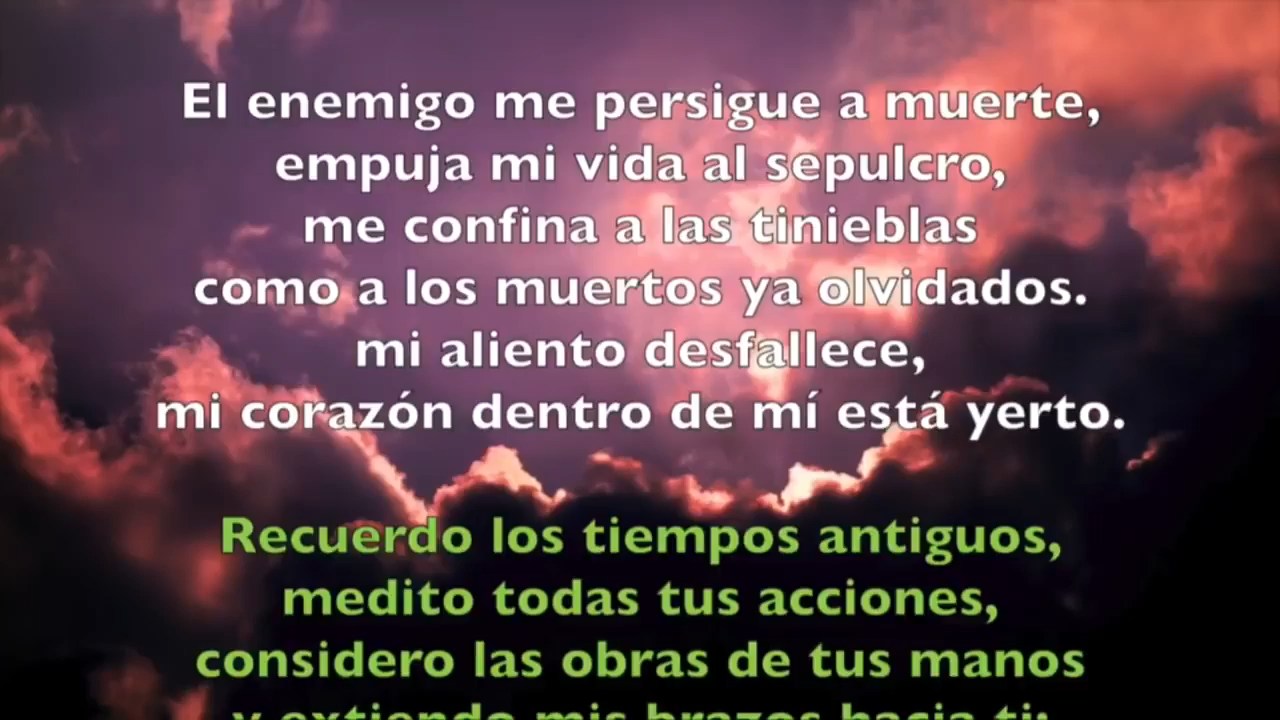 El enemigo me persigue a muerte,
empuja mi vida al sepulcro,
me confina a las tinieblas
como a los muertos ya olvidados.
mi aliento desfallece,
mi corazón dentro de mí está yerto.
Recuerdo los tiempos antiguos,
medito todas tus acciones,
considero las obras de tus manos
y extiendo mis brazos hacia ti: